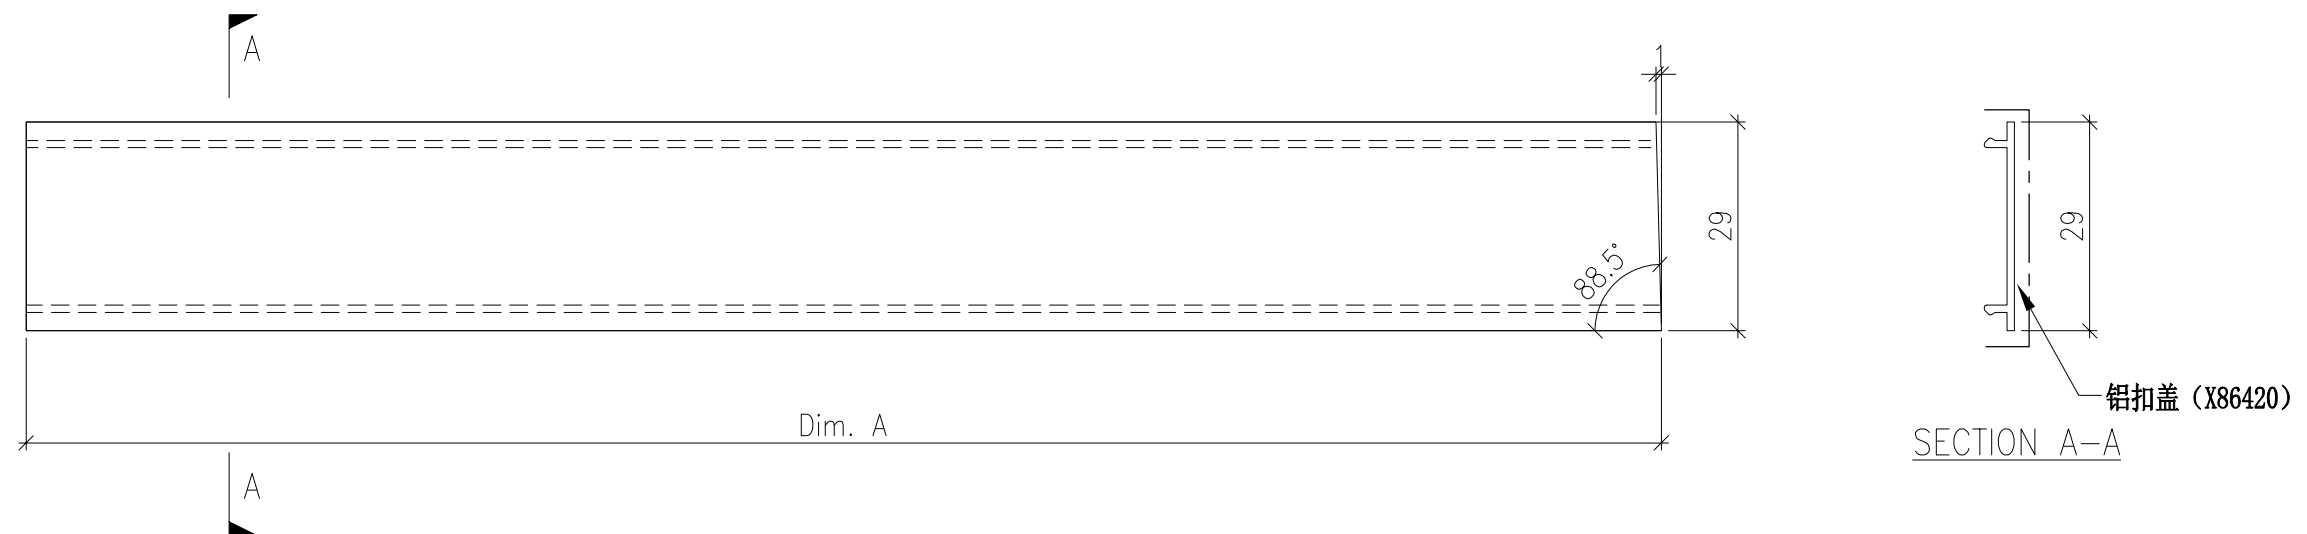 A
1
29
88.5°
Dim. A
A
29
铝扣盖（X86420）
SECTION A-A